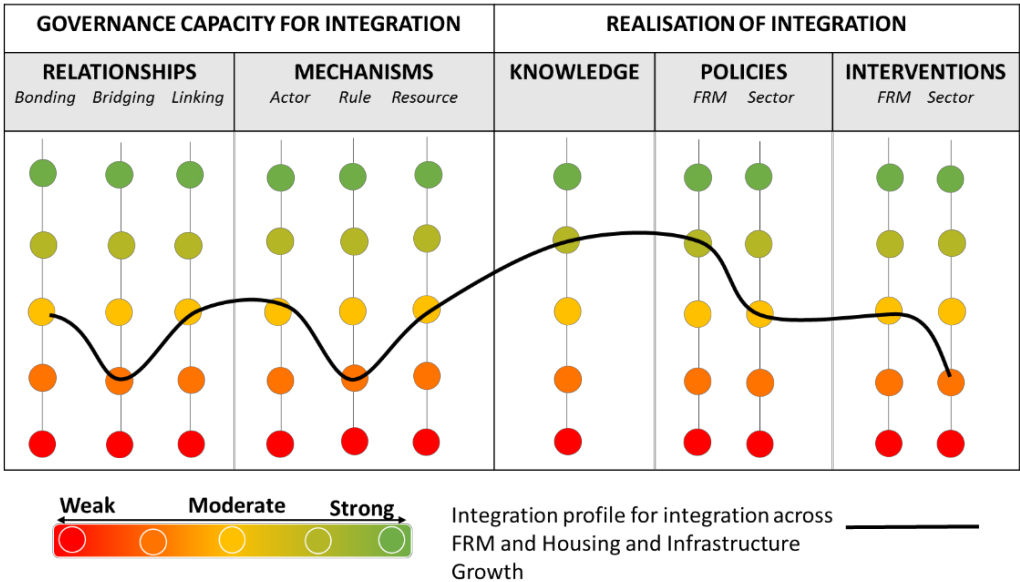 GOVERNANCE CAPACITY FOR INTEGRATION
REALISATION OF INTEGRATION
RELATIONSHIPS
Bonding Bridging Linking
MECHANISMS
Actor Rule Resource
KNOWLEDGE
POLICIES
FRM Sector
INTERVENTIONS
FRM Sector
Weak Moderate Strong
Integration profile for integration across
FRM and Housing and Infrastructure
Growth